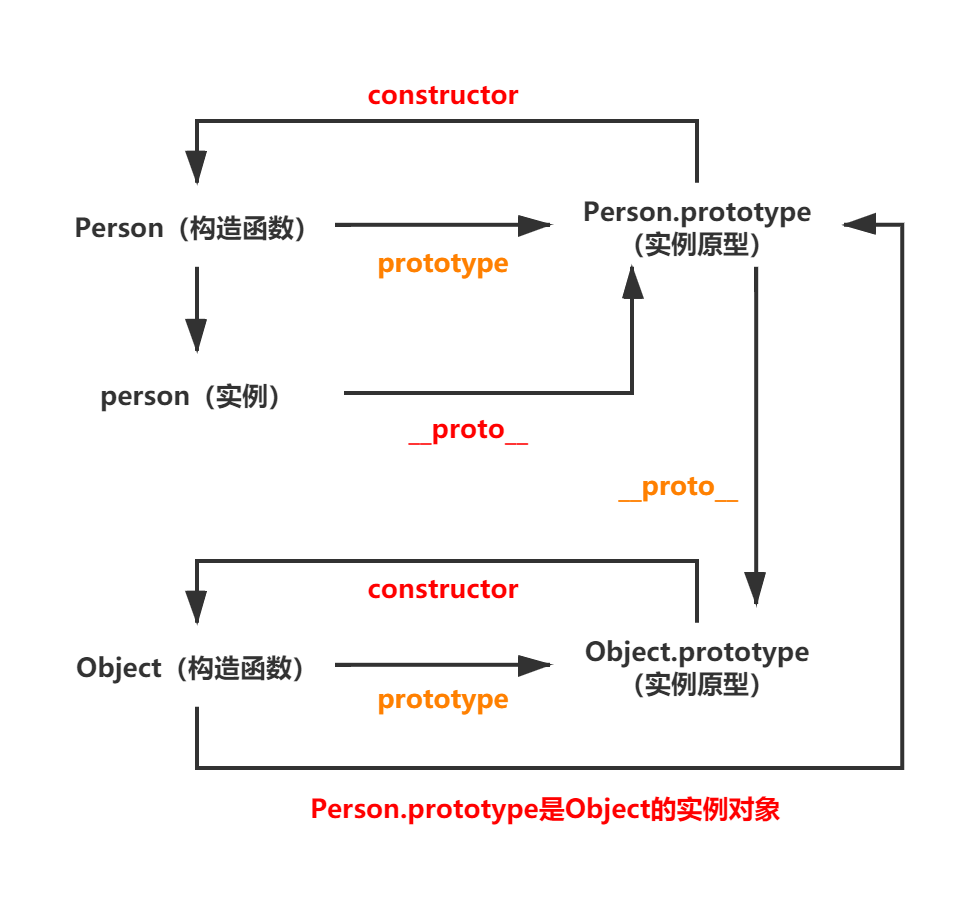 constructor
Person（构造函数）
Person.prototype
（实例原型）
prototype
person（实例）
__proto__
__proto__
constructor
Object（构造函数）
Object.prototype
（实例原型）
prototype
Person.prototype是Object的实例对象